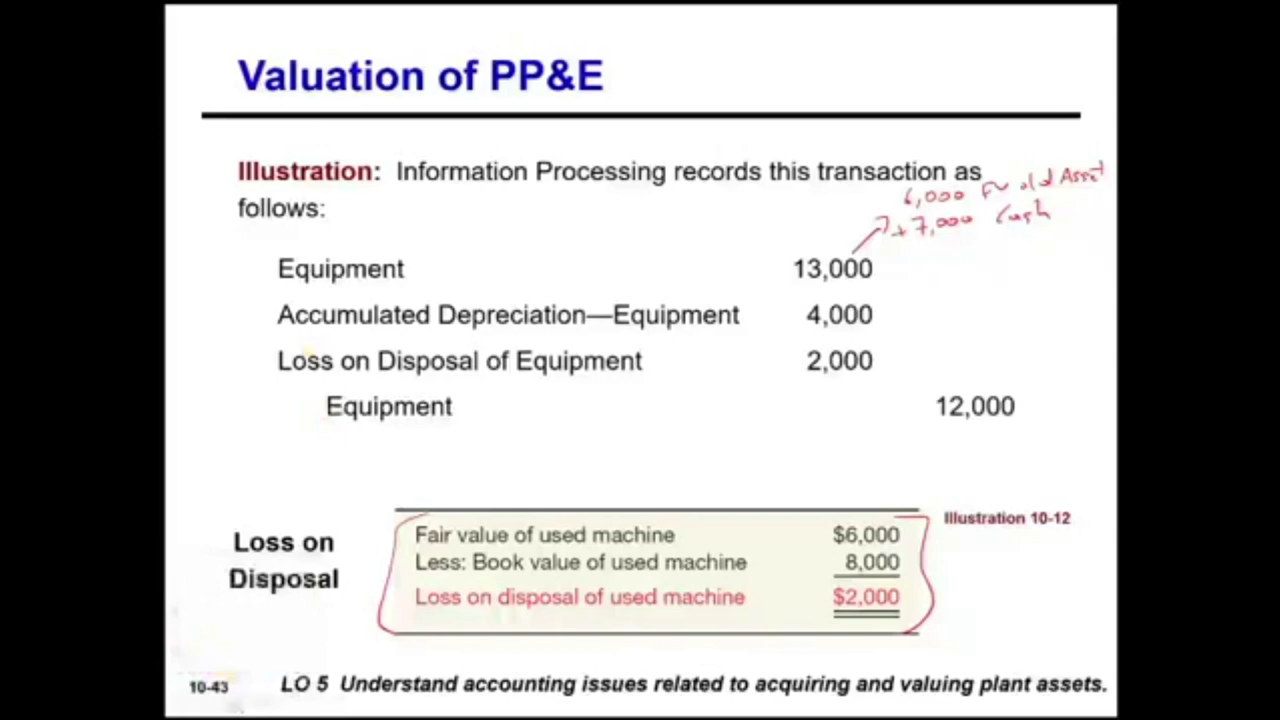 Valuation of PP&E
Illustration: Information Processing records this transaction as
follows:
6,000 FV old Asset
+7,000 Cash
Equipment 13,000
Accumulated Depreciation—Equipment 4,000
Loss on Disposal of Equipment 2,000
Equipment 12,000
Illustration 10-12
Loss on
Disposal
Fair value of used machine $6,000
Less: Book value of used machine 8,000
Loss on disposal of used machine $2,000
10-43 LO 5 Understand accounting issues related to acquiring and valuing plant assets.